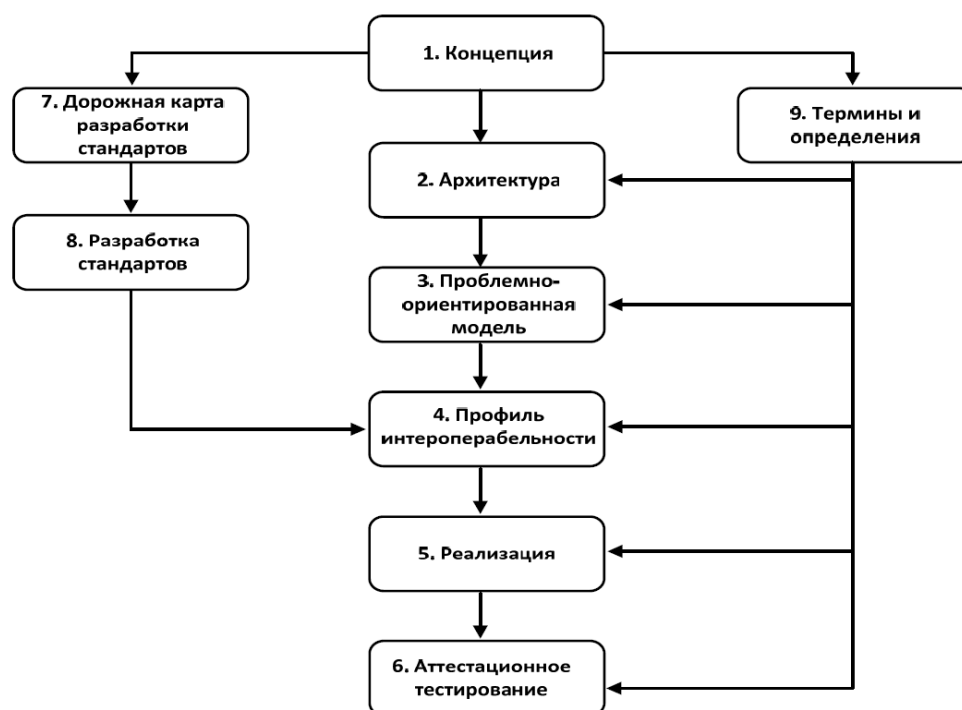 1. Концепция
7. Дорожная карта
разработки
стандартов
9. Термины и
определения
2. Архитектура
8. Разработка
стандартов
3. Проблемно-
ориентированная
модель
4. Профиль
интероперабельности
5. Реализация
6. Аттестационное
тестирование